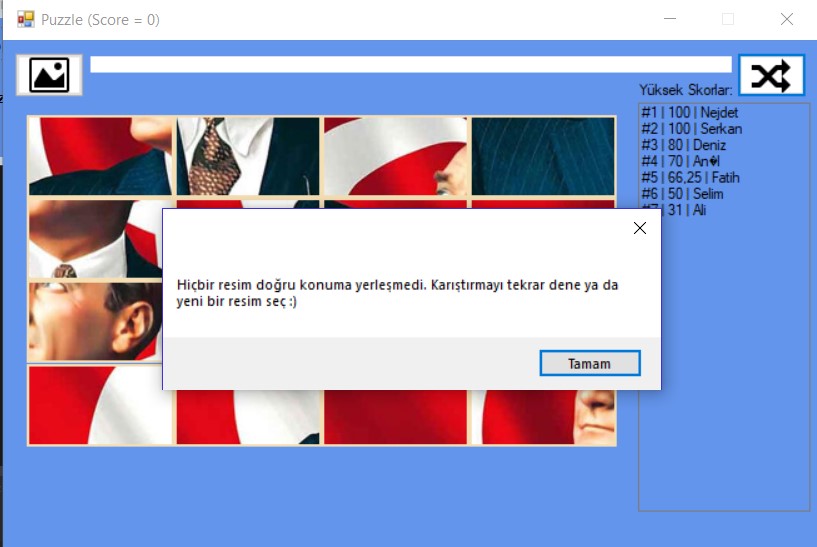 Puzzle (Score = 0)
Yüksek Skorlar:
#1 | 100 | Nejdet
#2 | 100 | Serkan
#3 | 80 | Deniz
#4 | 70 | An�l
#5 | 66,25 | Fatih
#6 | 50 | Selim
#7 | 31 | Ali
Hiçbir resim doğru konuma yerleşmedi. Karıştırmayı tekrar dene ya da
yeni bir resim seç :)
Tamam